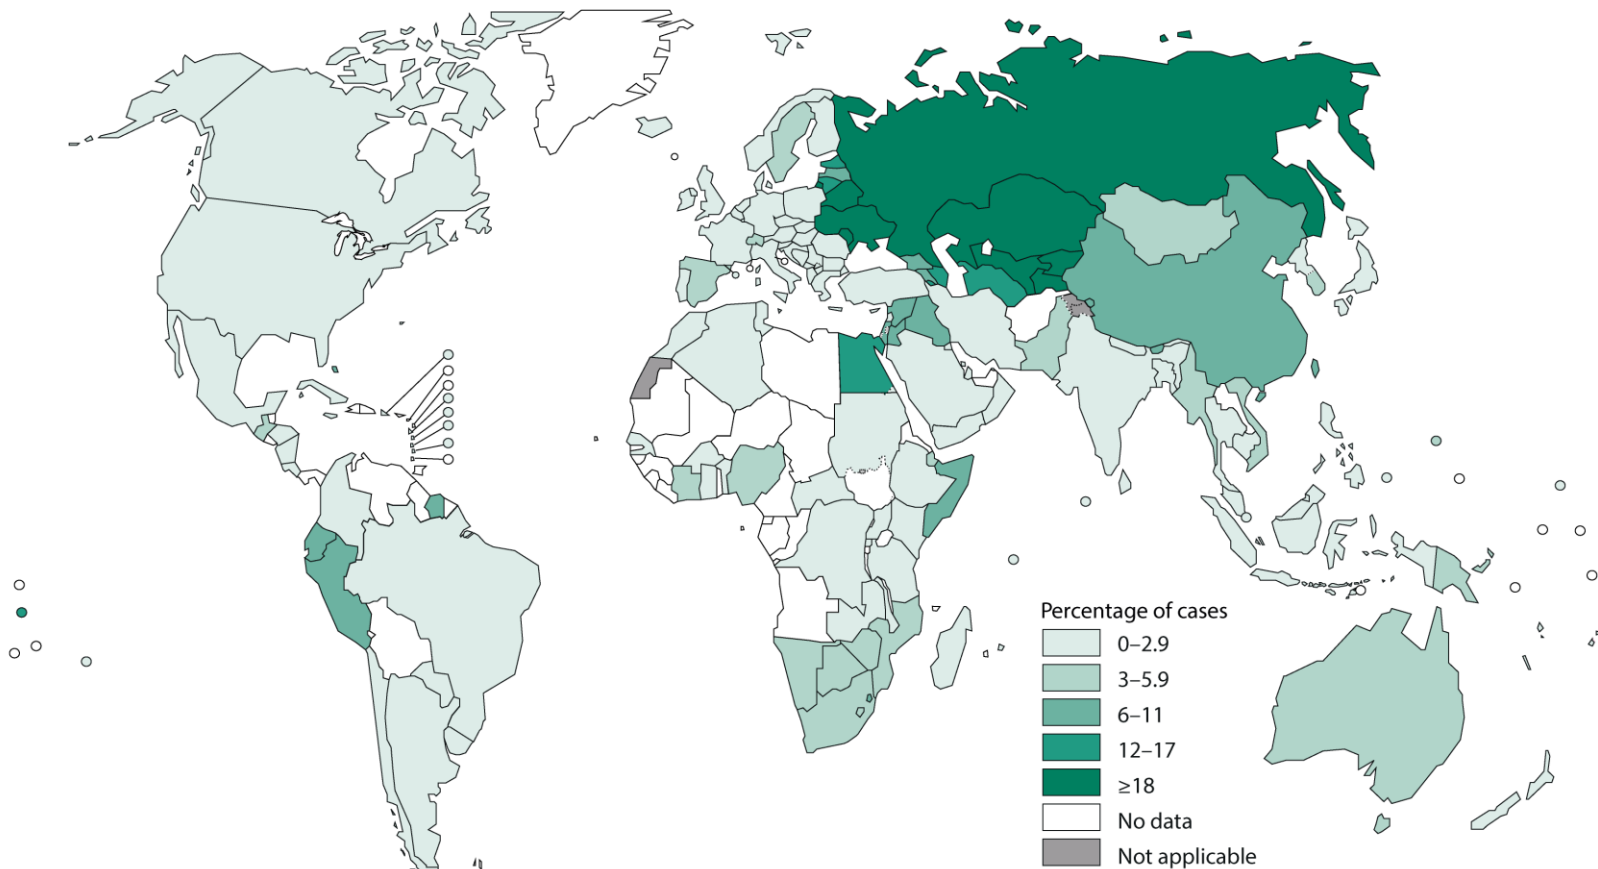 Percentage of cases
0–2.9
3–5.9
6–11
12–17
≥18
No data
Not applicable